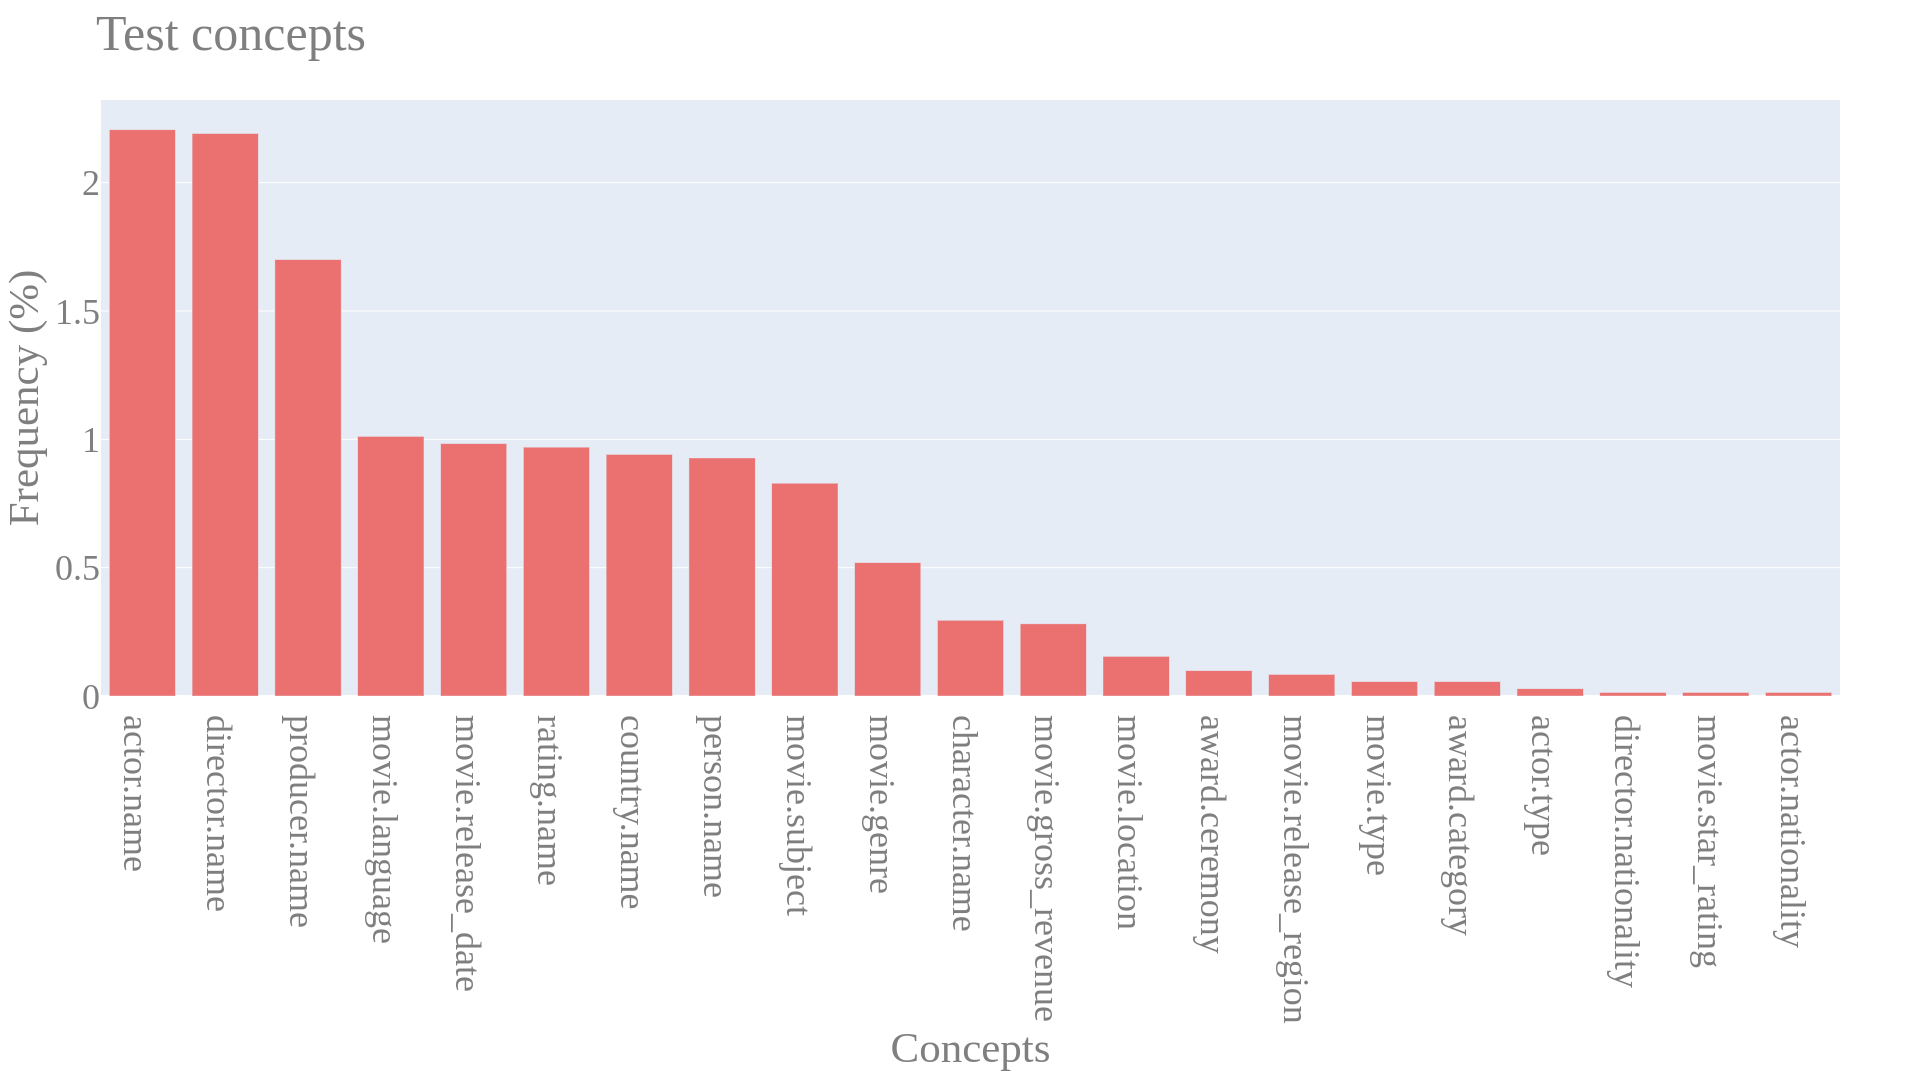 Test concepts
Frequency (%)
2
1.5
1
0.5
0
actor.name
director.name
producer.name
movie.language
movie.release_date
rating.name
country.name
person.name
movie.subject
movie.genre
character.name
movie.gross_revenue
movie.location
award.ceremony
movie.release_region
movie.type
award.category
actor.type
director.nationality
movie.star_rating
actor.nationality
Concepts